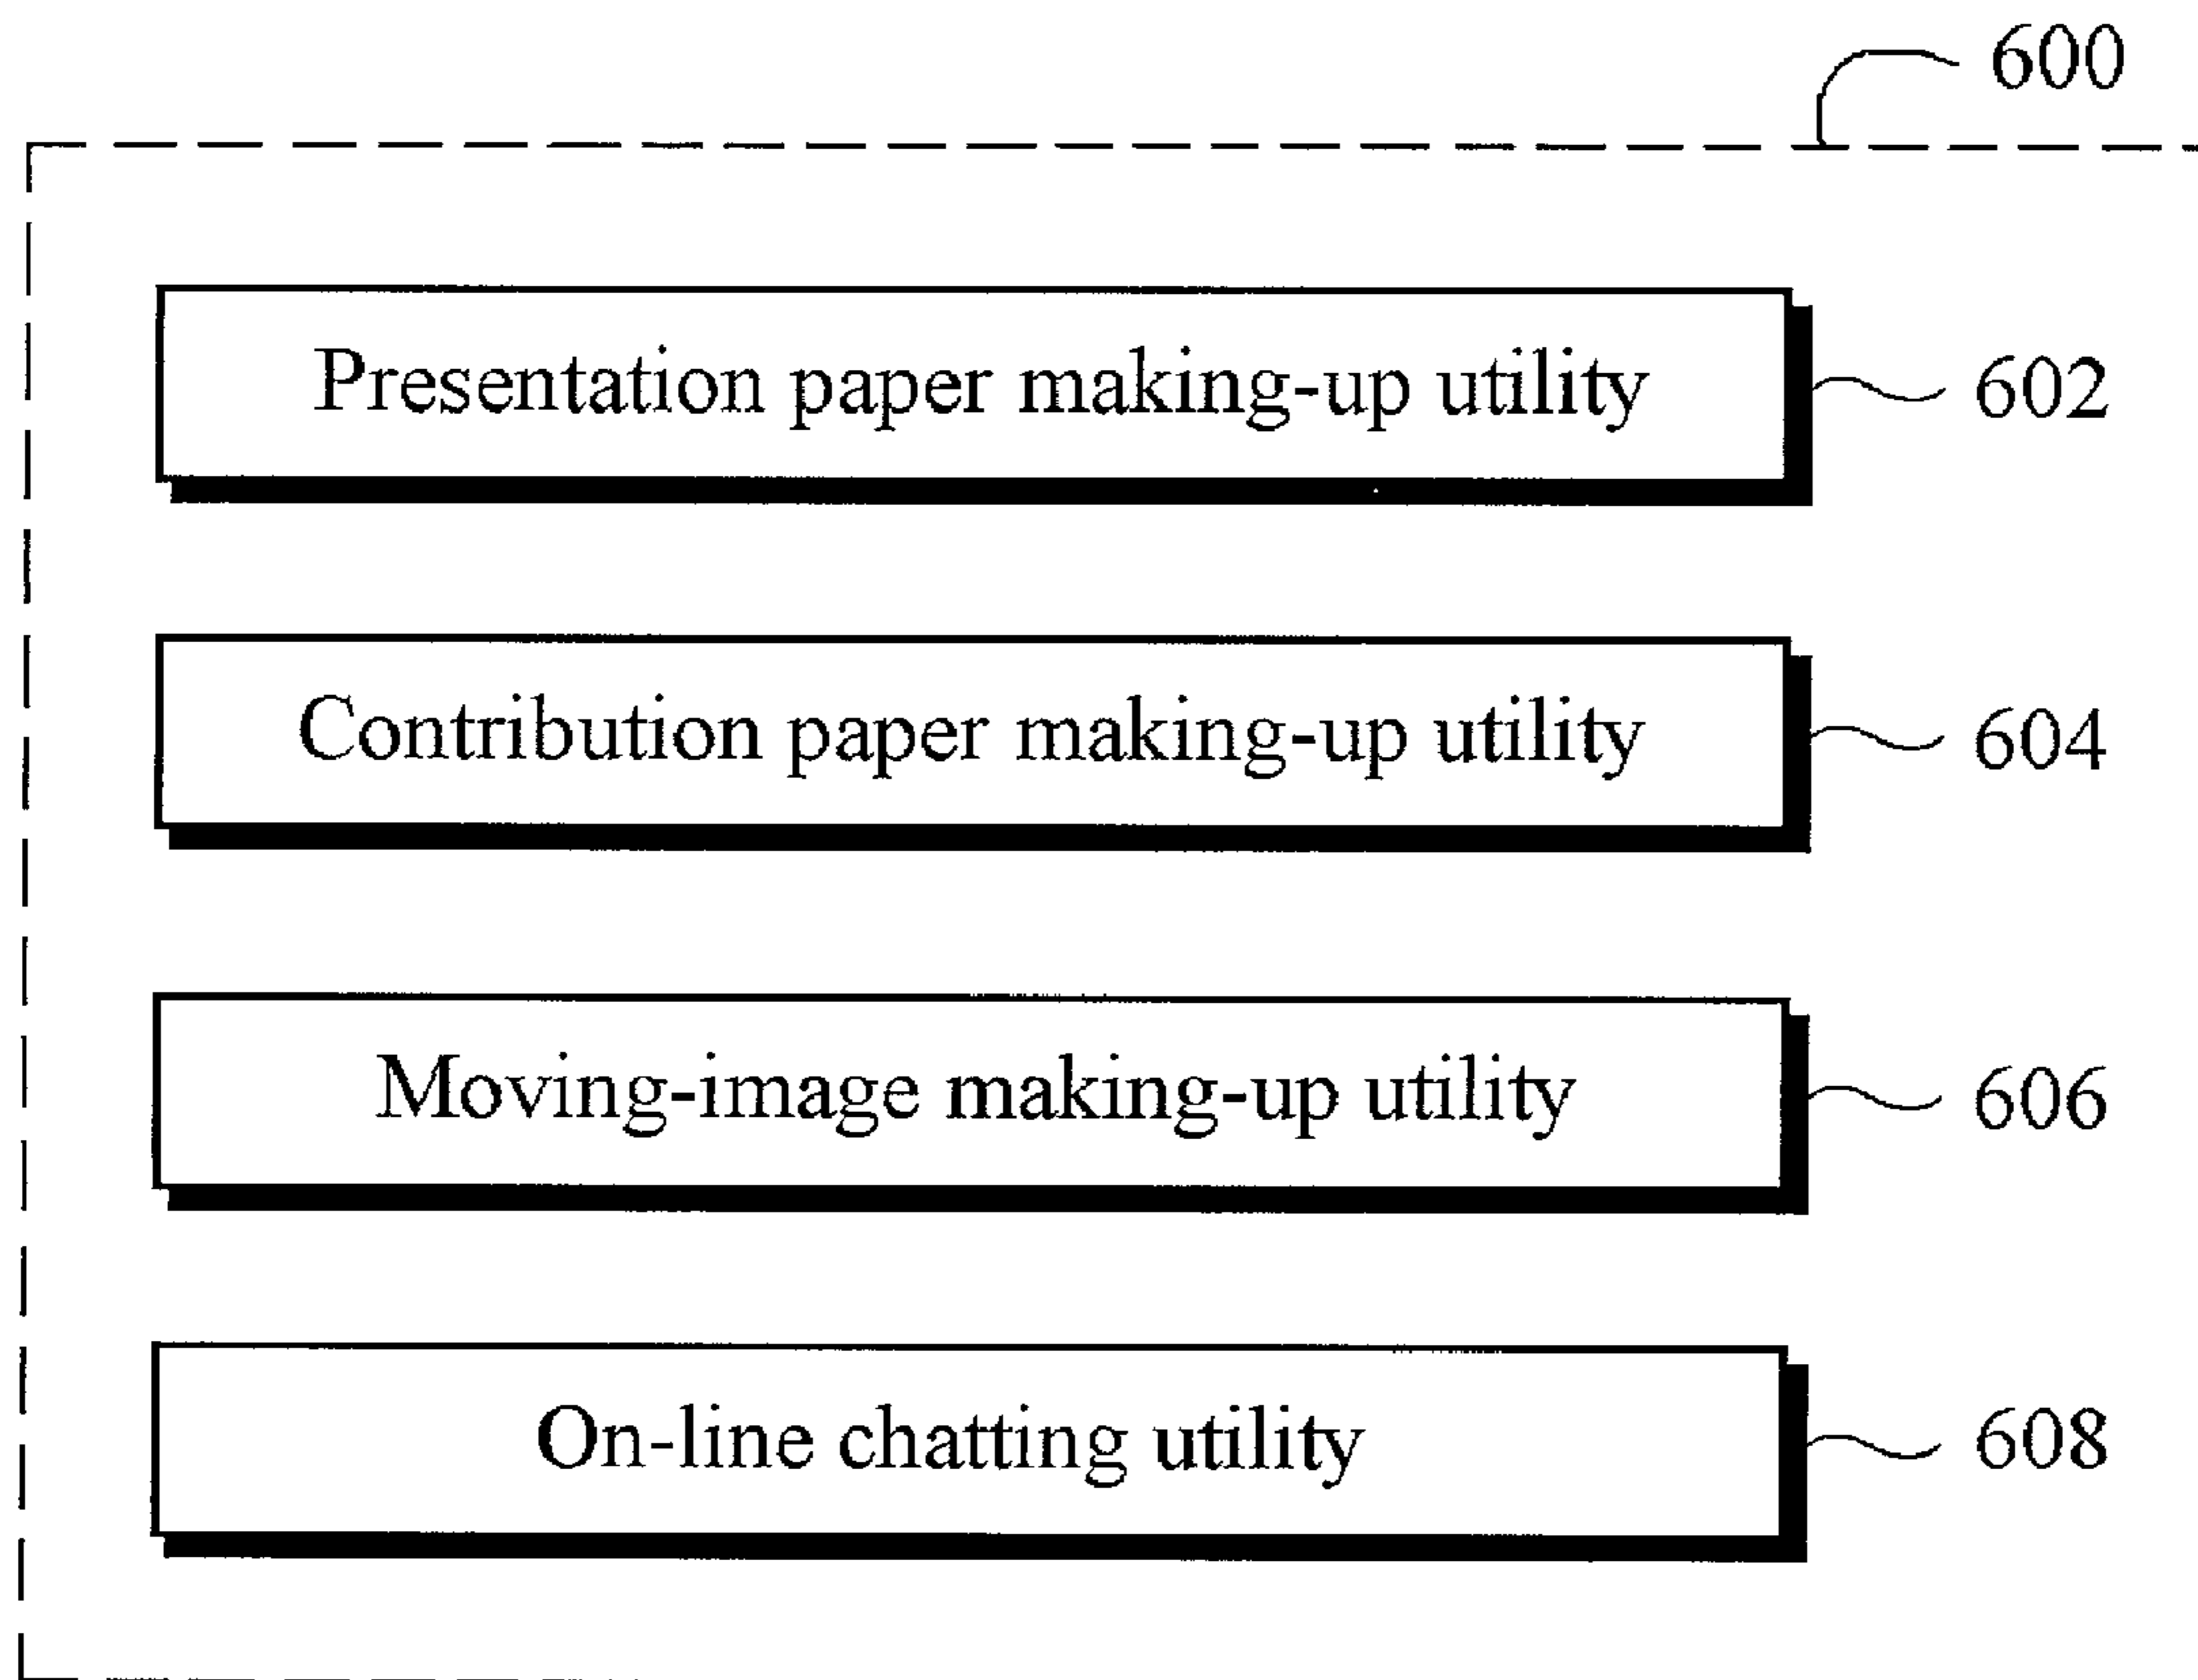 600
Presentation paper making-up utility 602
Contribution paper making-up utility 604
Moving-image making-up utility 606
On-line chatting utility 608